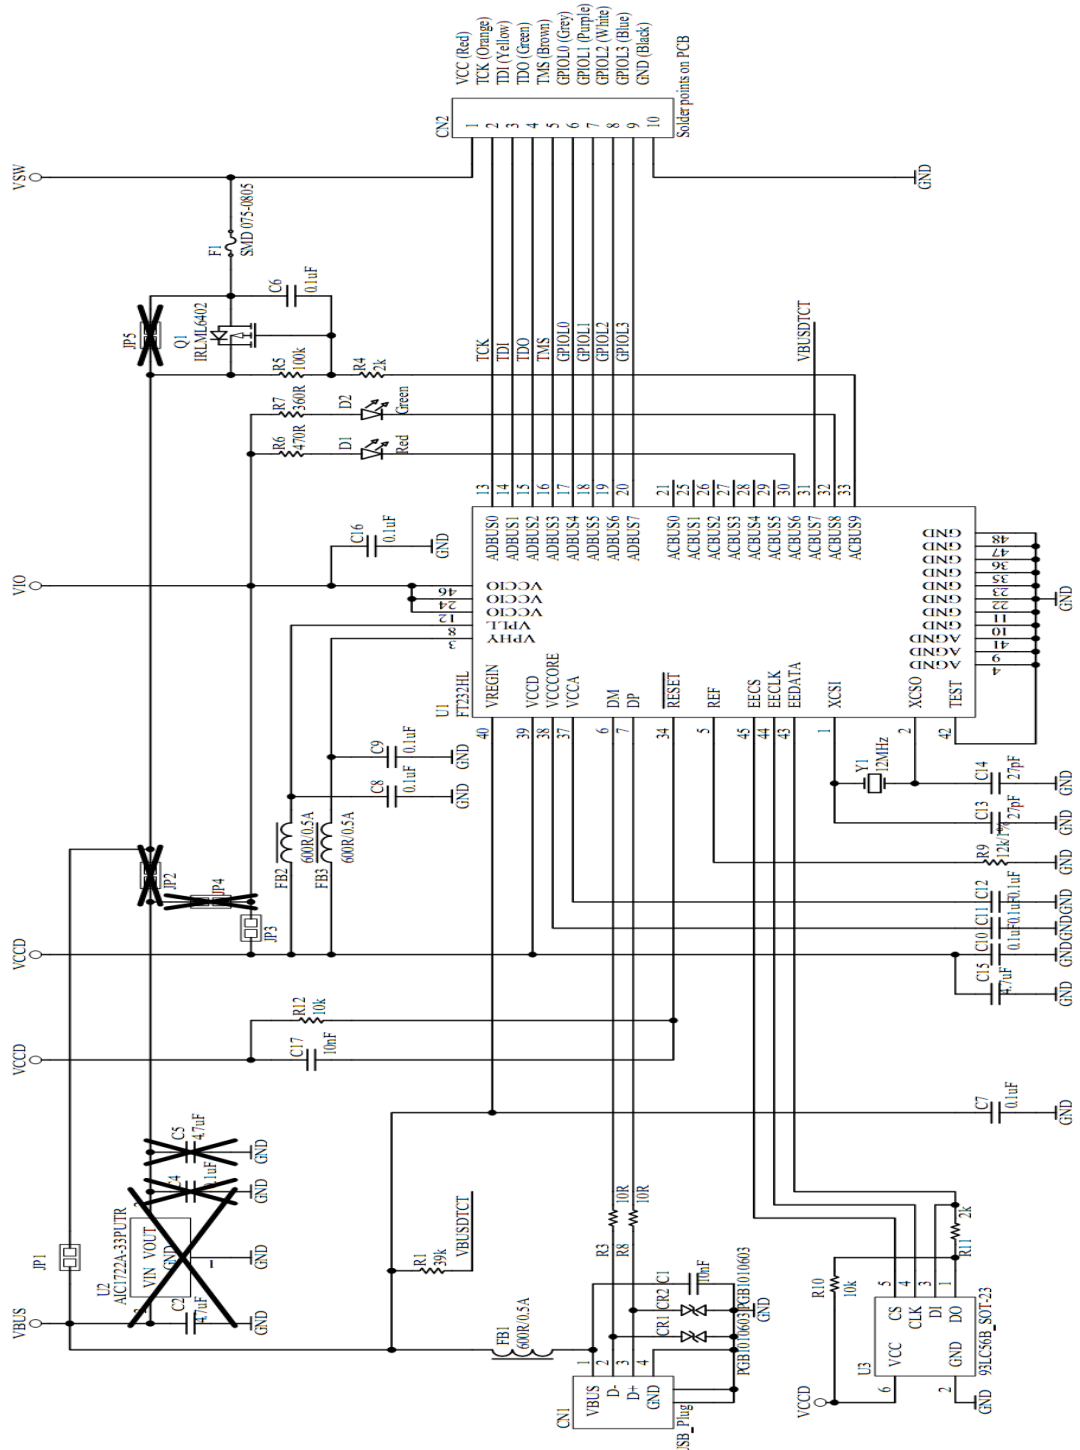 VBUS
VCCD
VCCD
VIO
VSW
JP1
U2
AIC1722A-33PUTR
VIN VOUT
GND
C2
4.7uF
C4
0.1uF
C5
4.7uF
GND
GND
GND
GND
C17
10nF
R12
10k
JP2
JP4
JP3
JP5
Q1
IRLML6402
F1
SMD 075-0805
C6
0.1uF
R5
100k
R4
2k
R7
360R
R6
470R
D2
Green
D1
Red
C16
0.1uF
GND
FB2
600R/0.5A
FB3
600R/0.5A
C8
0.1uF
GND
C9
0.1uF
GND
R1
39k
VBUSDTCT
FB1
600R/0.5A
CN1
VBUS
D-
D+
GND
1
2
3
4
USB_Plug
R3
10R
R8
10R
CR1
PGB1010603
CR2
PGB1010603
C1
10nF
GND
U1
FT232HL
VREGIN
40
VCCD
39
VCCCORE
38
VCCA
37
DM
6
DP
7
RESET
34
REF
5
EECS
45
EECLK
44
EEDATA
43
XCSI
1
XCSO
2
TEST
42
VPHY
3
VPLL
8
VCCIO
12
VCCIO
24
VCCIO
46
ADBUS0
13
ADBUS1
14
ADBUS2
15
ADBUS3
16
ADBUS4
17
ADBUS5
18
ADBUS6
19
ADBUS7
20
ACBUS0
21
ACBUS1
25
ACBUS2
26
ACBUS3
27
ACBUS4
28
ACBUS5
29
ACBUS6
30
ACBUS7
31
ACBUS8
32
ACBUS9
33
AGND
4
AGND
9
AGND
41
GND
10
GND
11
GND
22
GND
23
GND
35
GND
36
GND
47
GND
48
GND
TCK
TDI
TDO
TMS
GPIOL0
GPIOL1
GPIOL2
GPIOL3
VBUSDTCT
CN2
1
2
3
4
5
6
7
8
9
10
VCC (Red)
TCK (Orange)
TDI (Yellow)
TDO (Green)
TMS (Brown)
GPIOL0 (Grey)
GPIOL1 (Purple)
GPIOL2 (White)
GPIOL3 (Blue)
GND (Black)
Solder points on PCB
GND
Y1
12MHz
VCCD
R10
10k
R11
2k
U3
VCC
GND
CS
CLK
DI
DO
6
2
5
4
3
1
93LC56B_SOT-23
GND
C7
0.1uF
GND
C15
4.7uF
GND
C10
0.1uF
GND
C11
0.1uF
GND
C12
0.1uF
GND
R9
12k/1%
GND
C13
27pF
GND
C14
27pF
GND